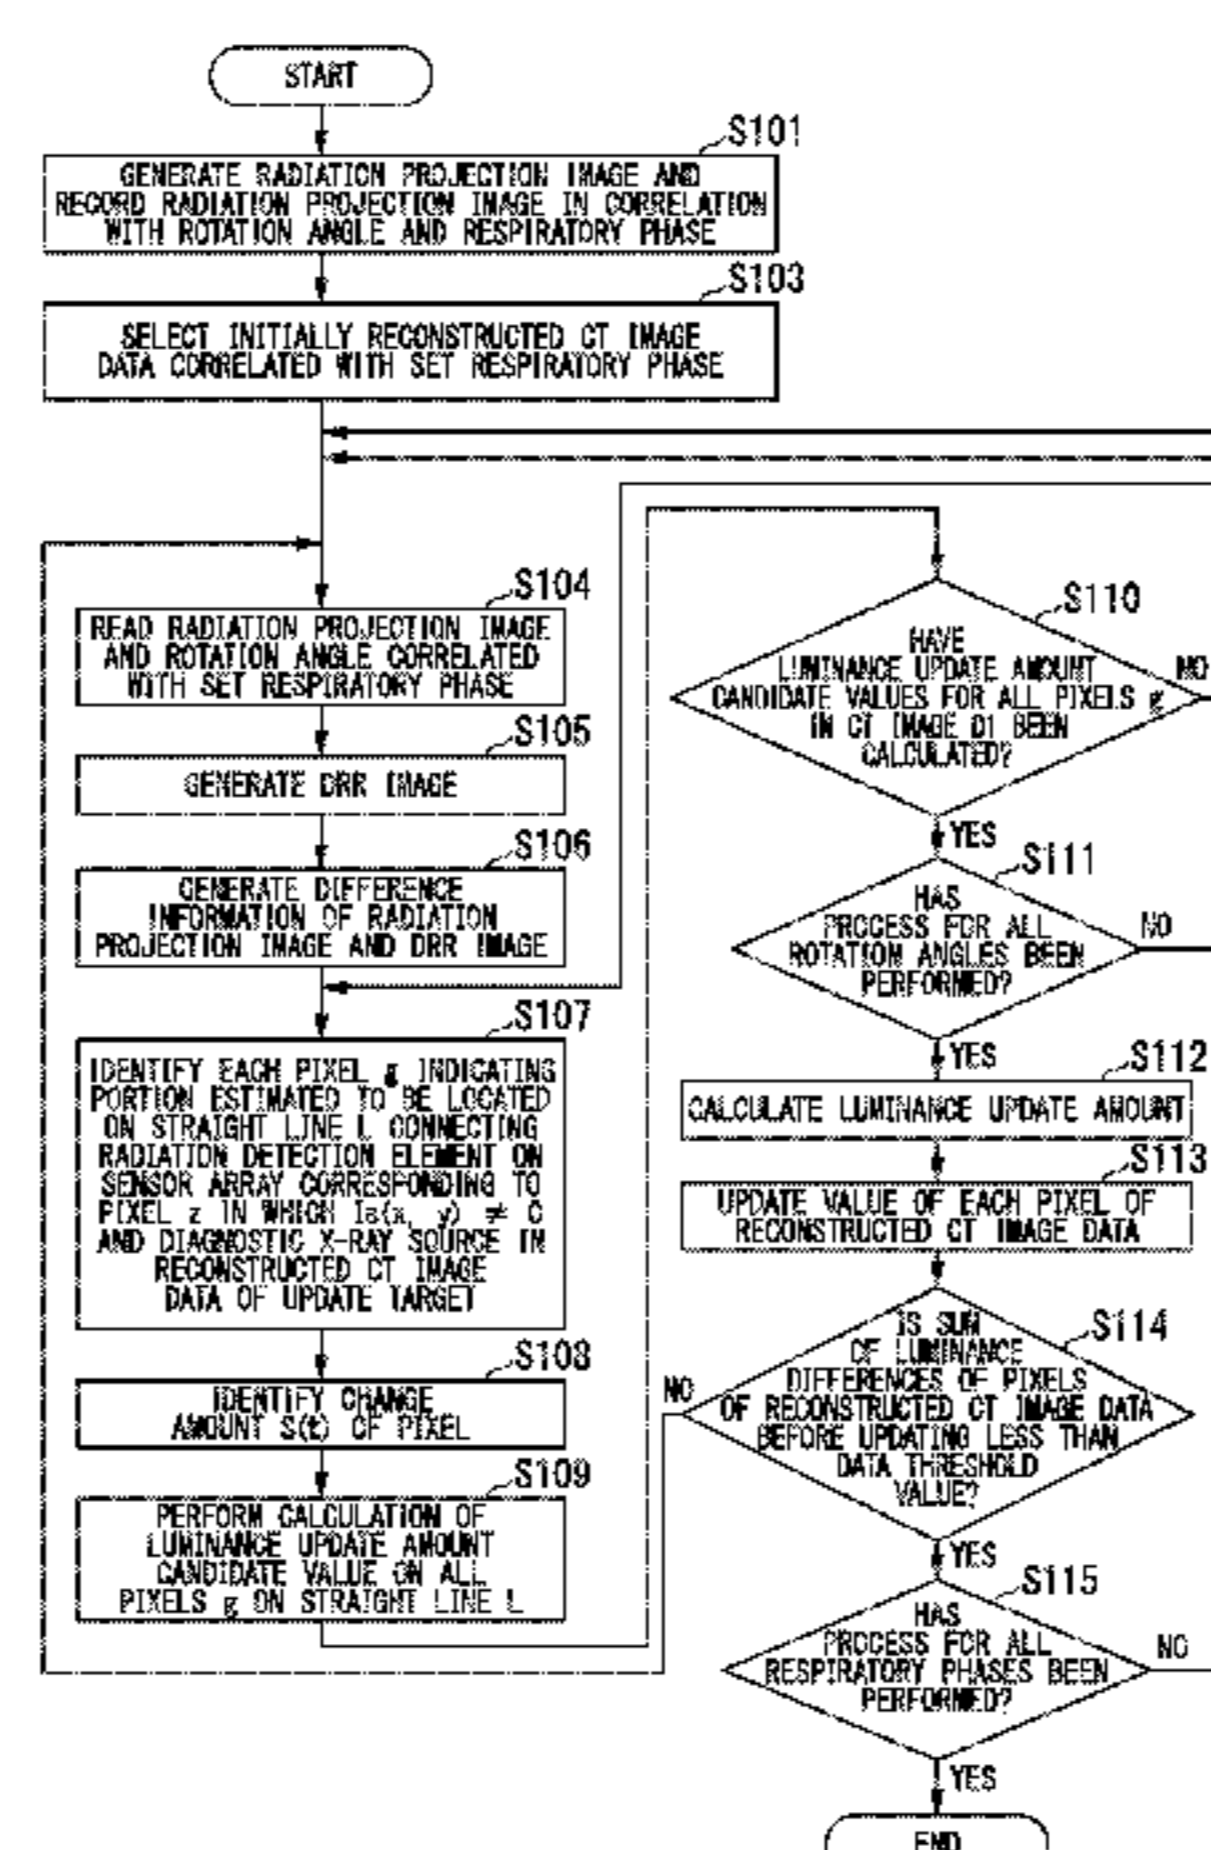 START
S101
GENERATE RADIATION PROJECTION IMAGE AND
RECORD RADIATION PROJECTION IMAGE IN CORRELATION
WITH ROTATION ANGLE AND RESPIRATORY PHASE
S103
SELECT INITIALLY RECONSTRUCTED CT IMAGE
DATA CORRELATED WITH SET RESPIRATORY PHASE
S104
READ RADIATION PROJECTION IMAGE
AND ROTATION ANGLE CORRELATED
WITH SET RESPIRATORY PHASE
S105
GENERATE DRR IMAGE
S106
GENERATE DIFFERENCE
INFORMATION OF RADIATION
PROJECTION IMAGE AND DRR IMAGE
S107
IDENTIFY EACH PIXEL g INDICATING
PORTION ESTIMATED TO BE LOCATED
ON STRAIGHT LINE L CONNECTING
RADIATION DETECTION ELEMENT ON
SENSOR ARRAY CORRESPONDING TO
PIXEL z IN WHICH Is(x, y) ≠ 0
AND DIAGNOSTIC X-RAY SOURCE IN
RECONSTRUCTED CT IMAGE
DATA OF UPDATE TARGET
S108
IDENTIFY CHANGE
AMOUNT S(t) OF PIXEL
S109
PERFORM CALCULATION OF
LUMINANCE UPDATE AMOUNT
CANDIDATE VALUE ON ALL
PIXELS g ON STRAIGHT LINE L
S110
HAVE
LUMINANCE UPDATE AMOUNT
CANDIDATE VALUES FOR ALL PIXELS g
IN CT IMAGE D1 BEEN
CALCULATED?
NO
YES
S111
HAS
PROCESS FOR ALL
ROTATION ANGLES BEEN
PERFORMED?
NO
YES
S112
CALCULATE LUMINANCE UPDATE AMOUNT
S113
UPDATE VALUE OF EACH PIXEL OF
RECONSTRUCTED CT IMAGE DATA
S114
IS SUM
OF LUMINANCE
DIFFERENCES OF PIXELS
OF RECONSTRUCTED CT IMAGE DATA
BEFORE UPDATING LESS THAN
DATA THRESHOLD
VALUE?
NO
YES
S115
HAS
PROCESS FOR ALL
RESPIRATORY PHASES BEEN
PERFORMED?
NO
YES
END